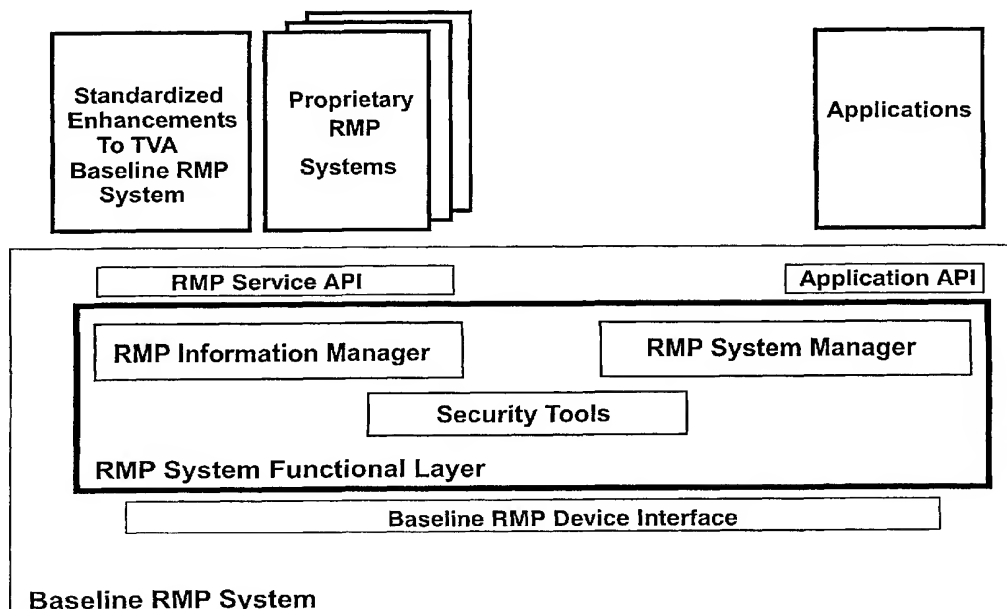 Standardized
Enhancements
To TVA
Baseline RMP
System
Proprietary
RMP
Systems
Applications
RMP Service API
Application API
RMP Information Manager
RMP System Manager
Security Tools
RMP System Functional Layer
Baseline RMP Device Interface
Baseline RMP System